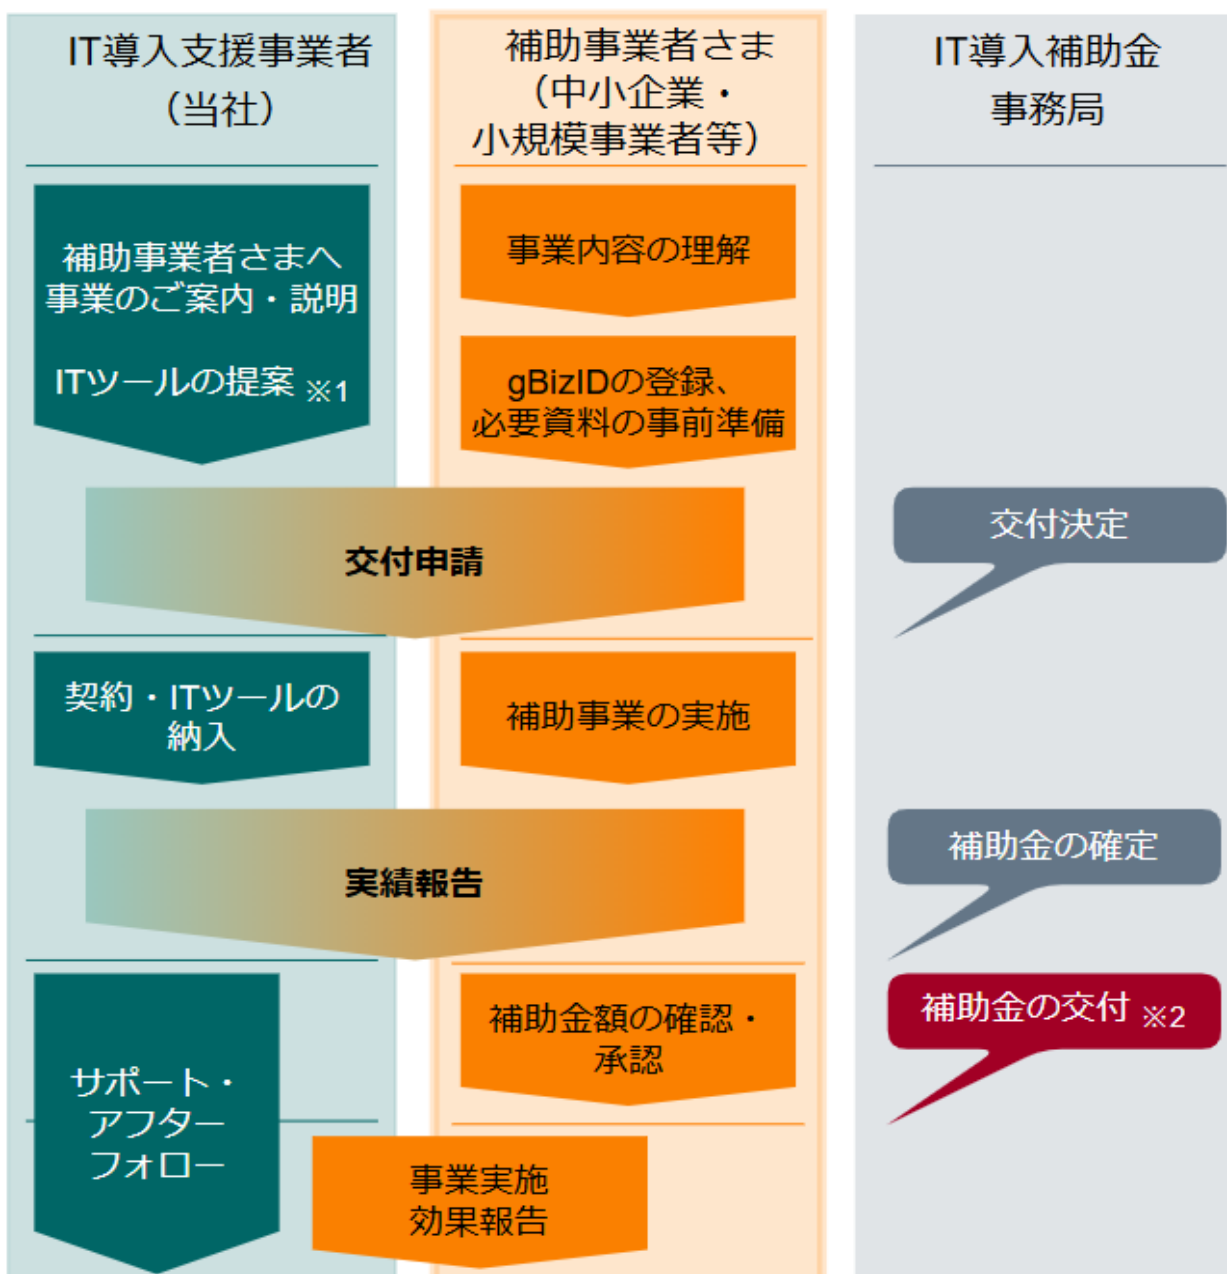 IT導入支援事業者
（当社）
補助事業者さま
（中小企業・
小規模事業者等）
IT導入補助金
事務局
補助事業者さまへ
事業のご案内・説明
ITツールの提案 ※1
事業内容の理解
gBizIDの登録、
必要資料の事前準備
交付申請
交付決定
契約・ITツールの
納入
補助事業の実施
実績報告
補助金の確定
サポート・
アフター
フォロー
補助金額の確認・
承認
補助金の交付 ※2
事業実施
効果報告